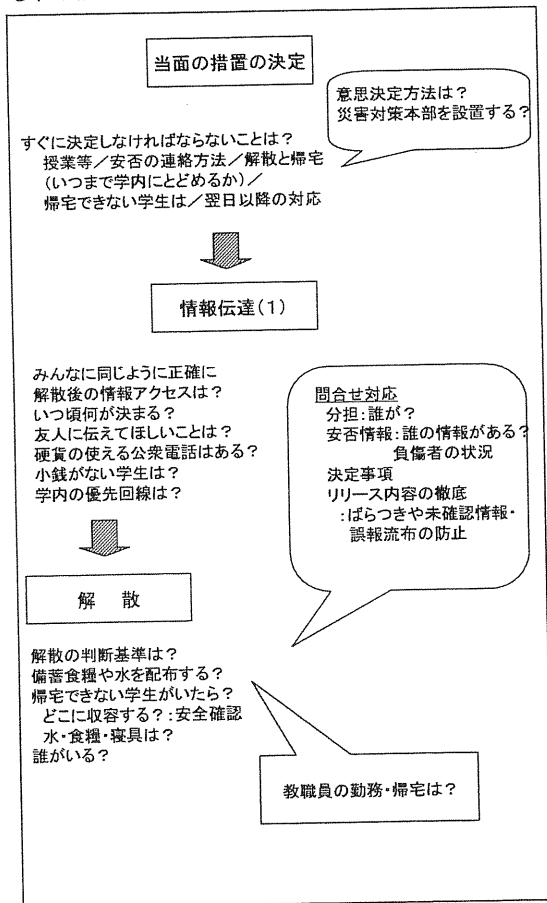 当面の措置の決定
意思決定方法は？
災害対策本部を設置する？
すぐに決定しなければならないことは？
授業等／安否の連絡方法／解散と帰宅
（いつまで学内にとどめるか）／
帰宅できない学生は／翌日以降の対応
情報伝達（1）
みんなに同じように正確に
解散後の情報アクセスは？
いつ頃何が決まる？
友人に伝えてほしいことは？
硬貨の使える公衆電話はある？
小銭がない学生は？
学内の優先回線は？
問合せ対応
分担：誰が？
安否情報：誰の情報がある？
負傷者の状況
決定事項
リリース内容の徹底
：ばらつきや未確認情報・
誤報流布の防止
解　散
解散の判断基準は？
備蓄食糧や水を配布する？
帰宅できない学生がいたら？
どこに収容する？：安全確認
水・食糧・寝具は？
誰がいる？
教職員の勤務・帰宅は？